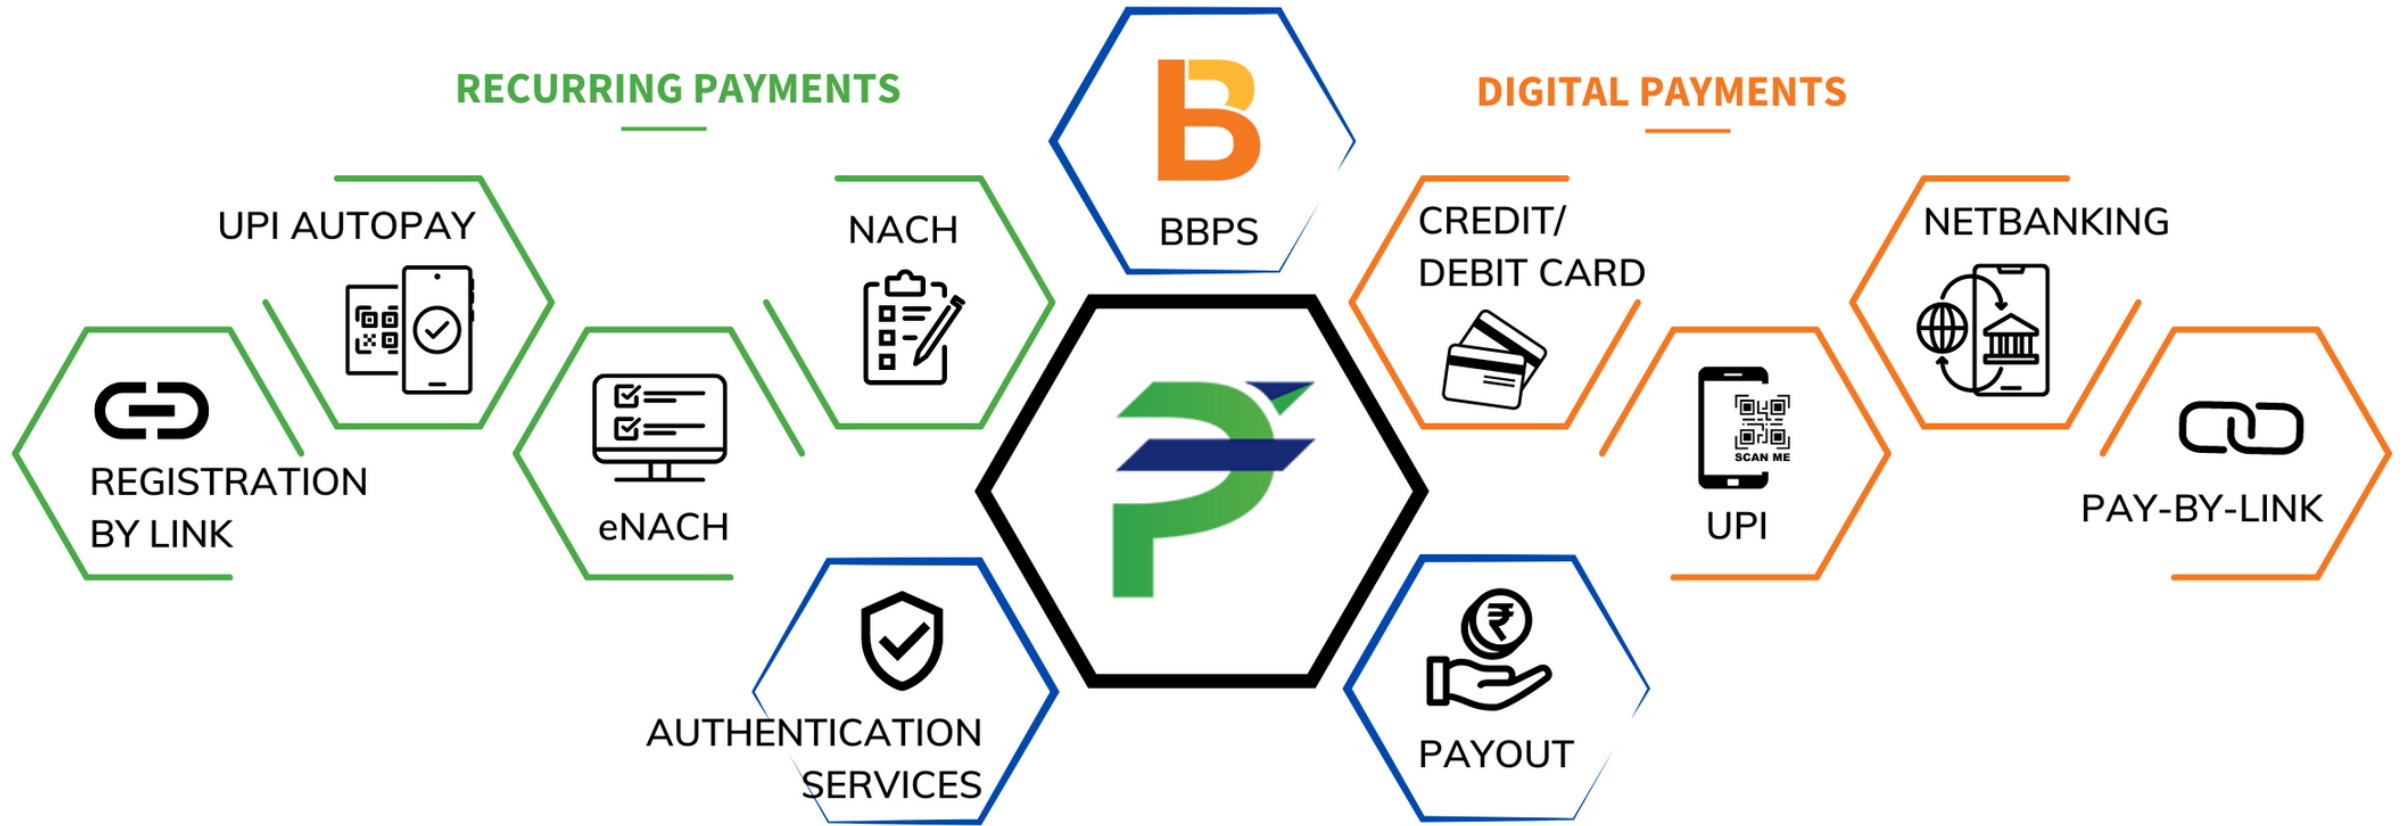 RECURRING PAYMENTS
DIGITAL PAYMENTS
B
BBPS
UPI AUTOPAY
NACH
CREDIT/
DEBIT CARD
NETBANKING
REGISTRATION
BY LINK
eNACH
SCAN ME
UPI
PAY-BY-LINK
AUTHENTICATION
SERVICES
₹
PAYOUT